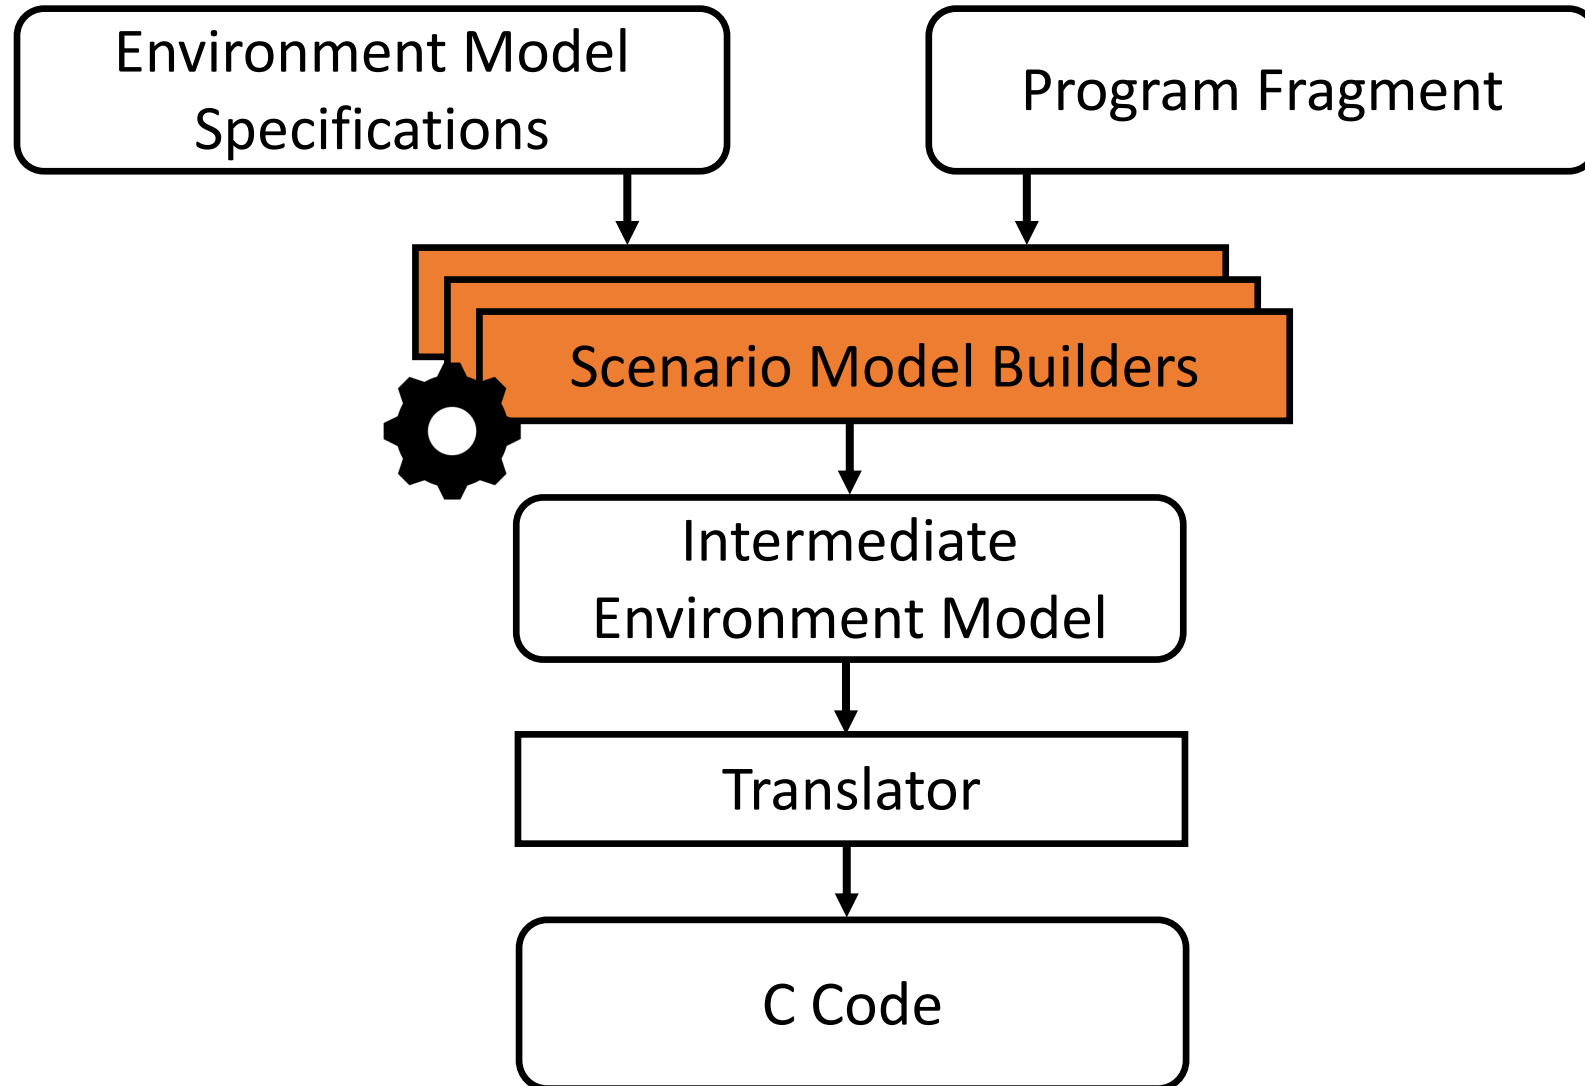 Environment Model
Specifications
Program Fragment
Scenario Model Builders
Intermediate
Environment Model
Translator
C Code